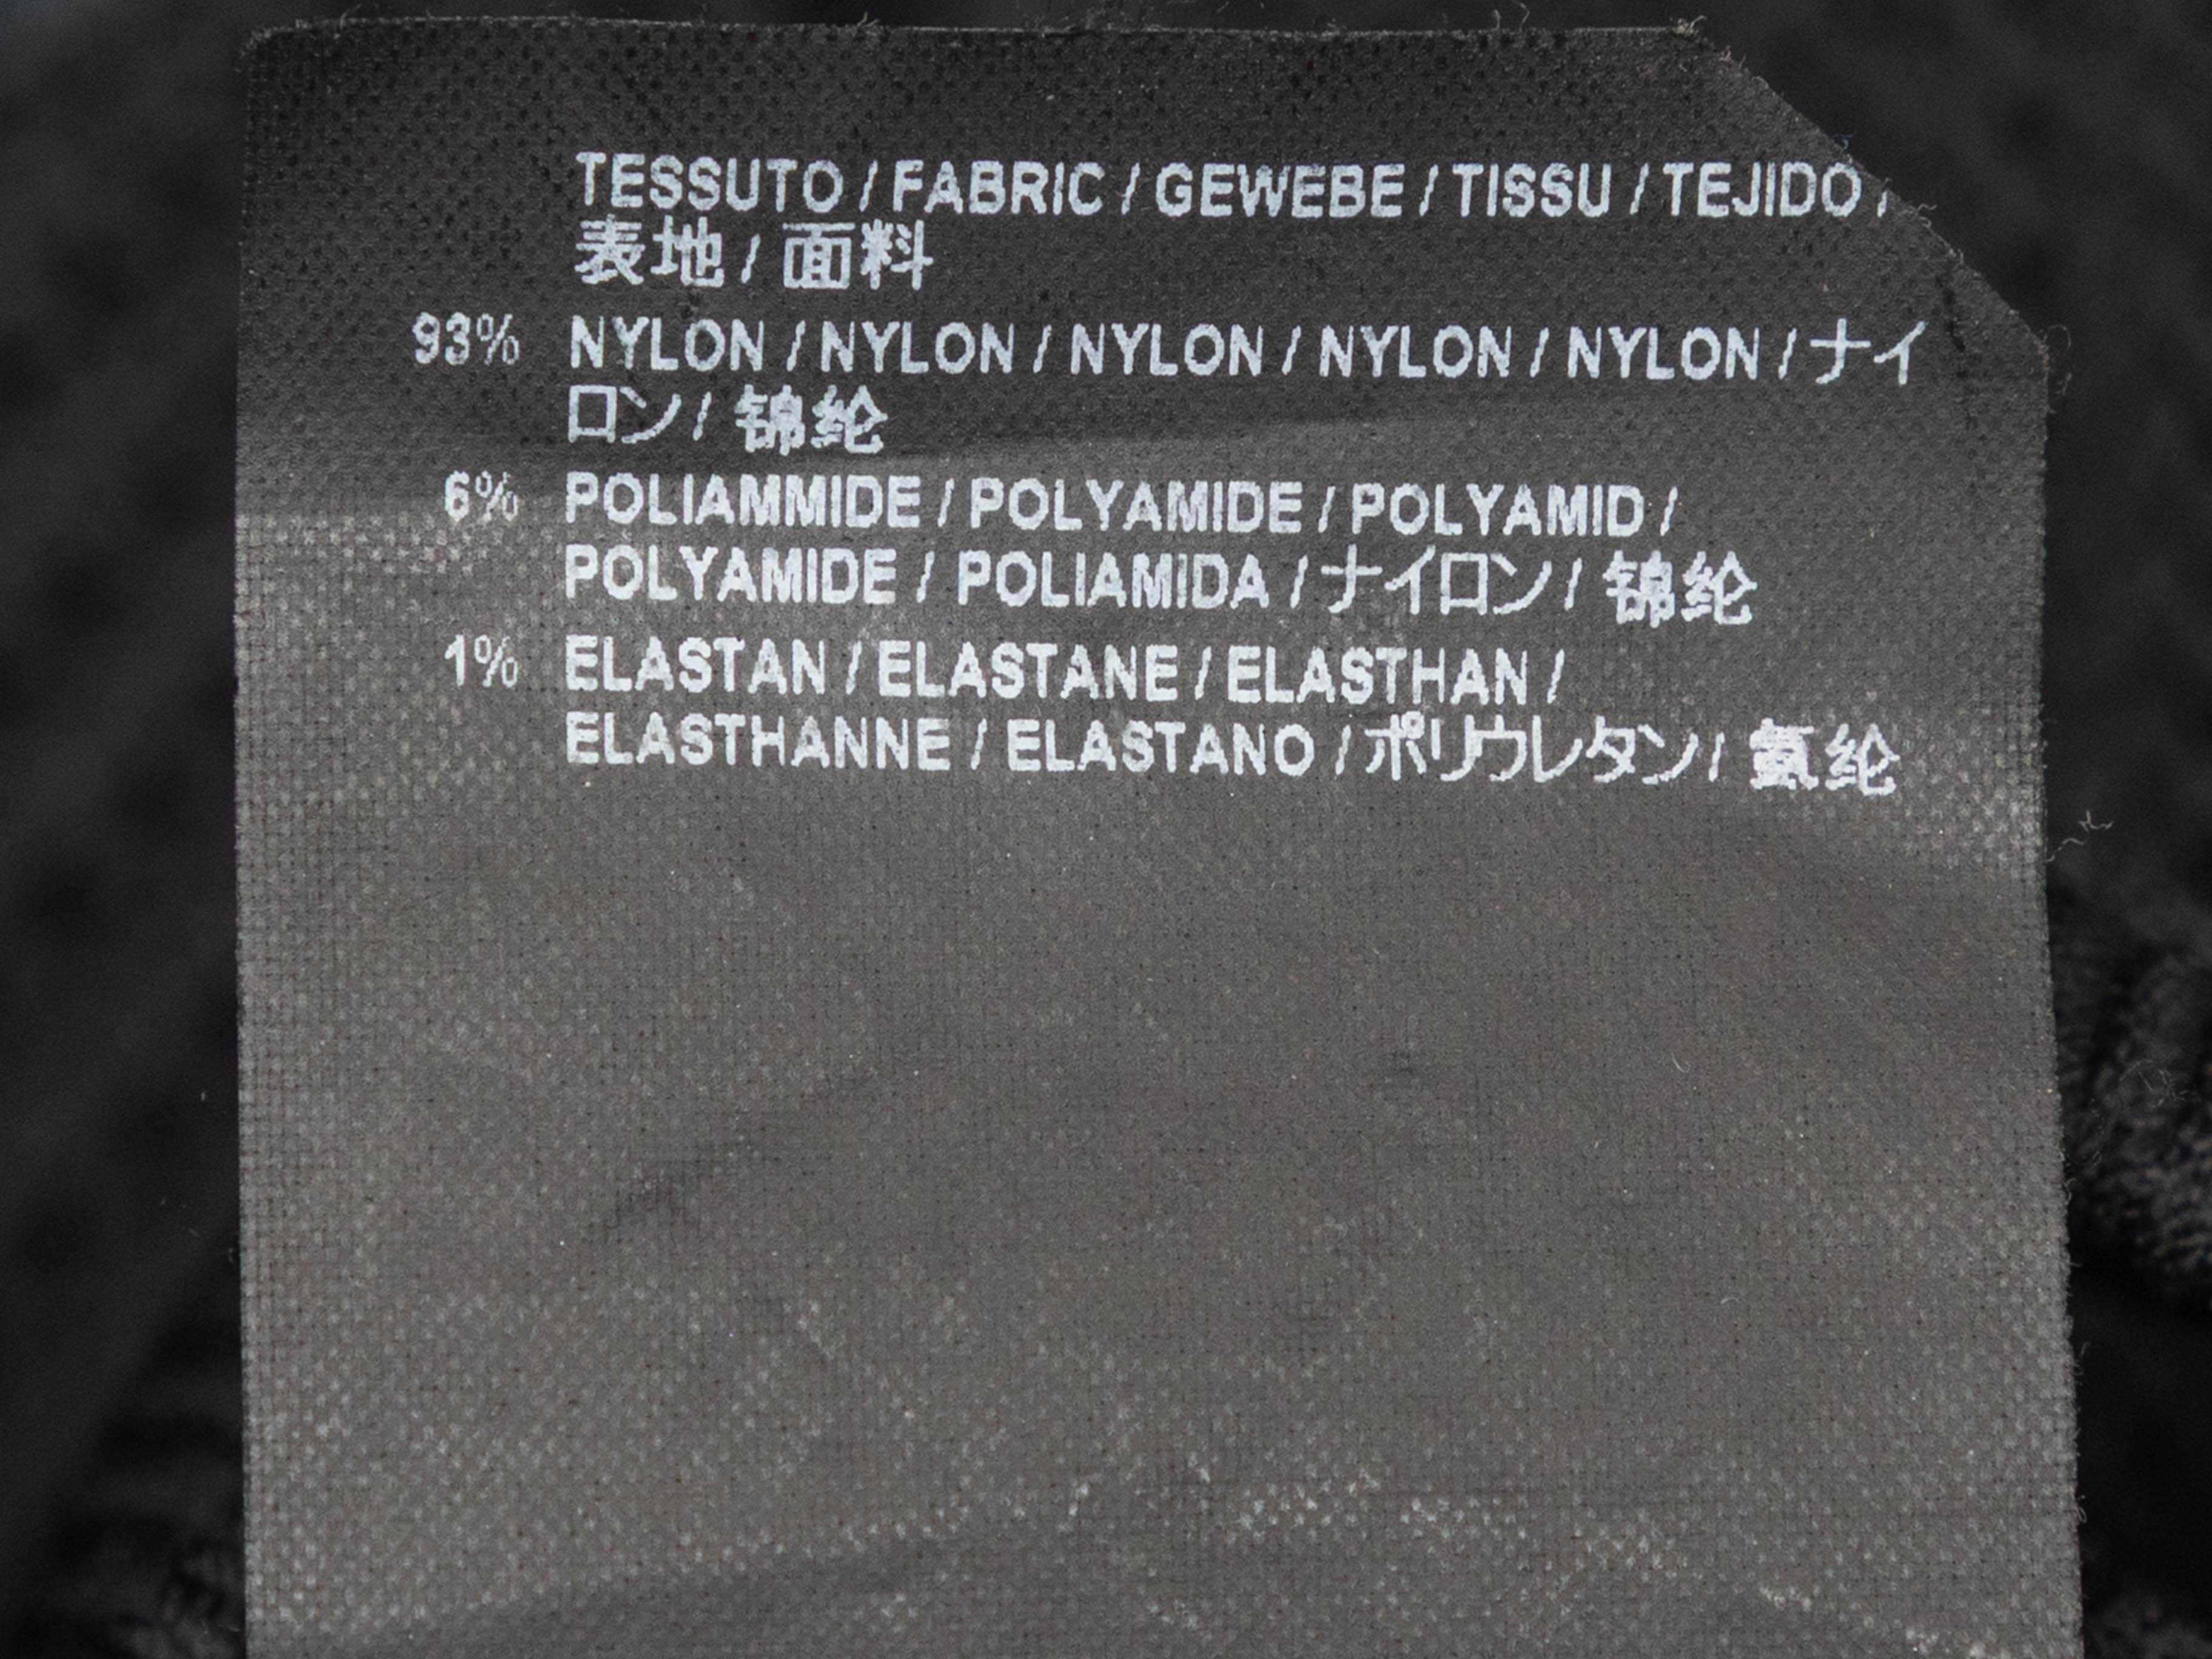 TESSUTO / FABRIC / GEWEBE / TISSU / TEJIDO /
表地 / 面料
93% NYLON / NYLON / NYLON / NYLON / NYLON / ナイ
ロン / 锦纶
6% POLIAMMIDE / POLYAMIDE / POLYAMID /
POLYAMIDE / POLIAMIDA / ナイロン / 锦纶
1% ELASTAN / ELASTANE / ELASTHAN /
ELASTHANNE / ELASTANO / ポリウレタン / 氨纶